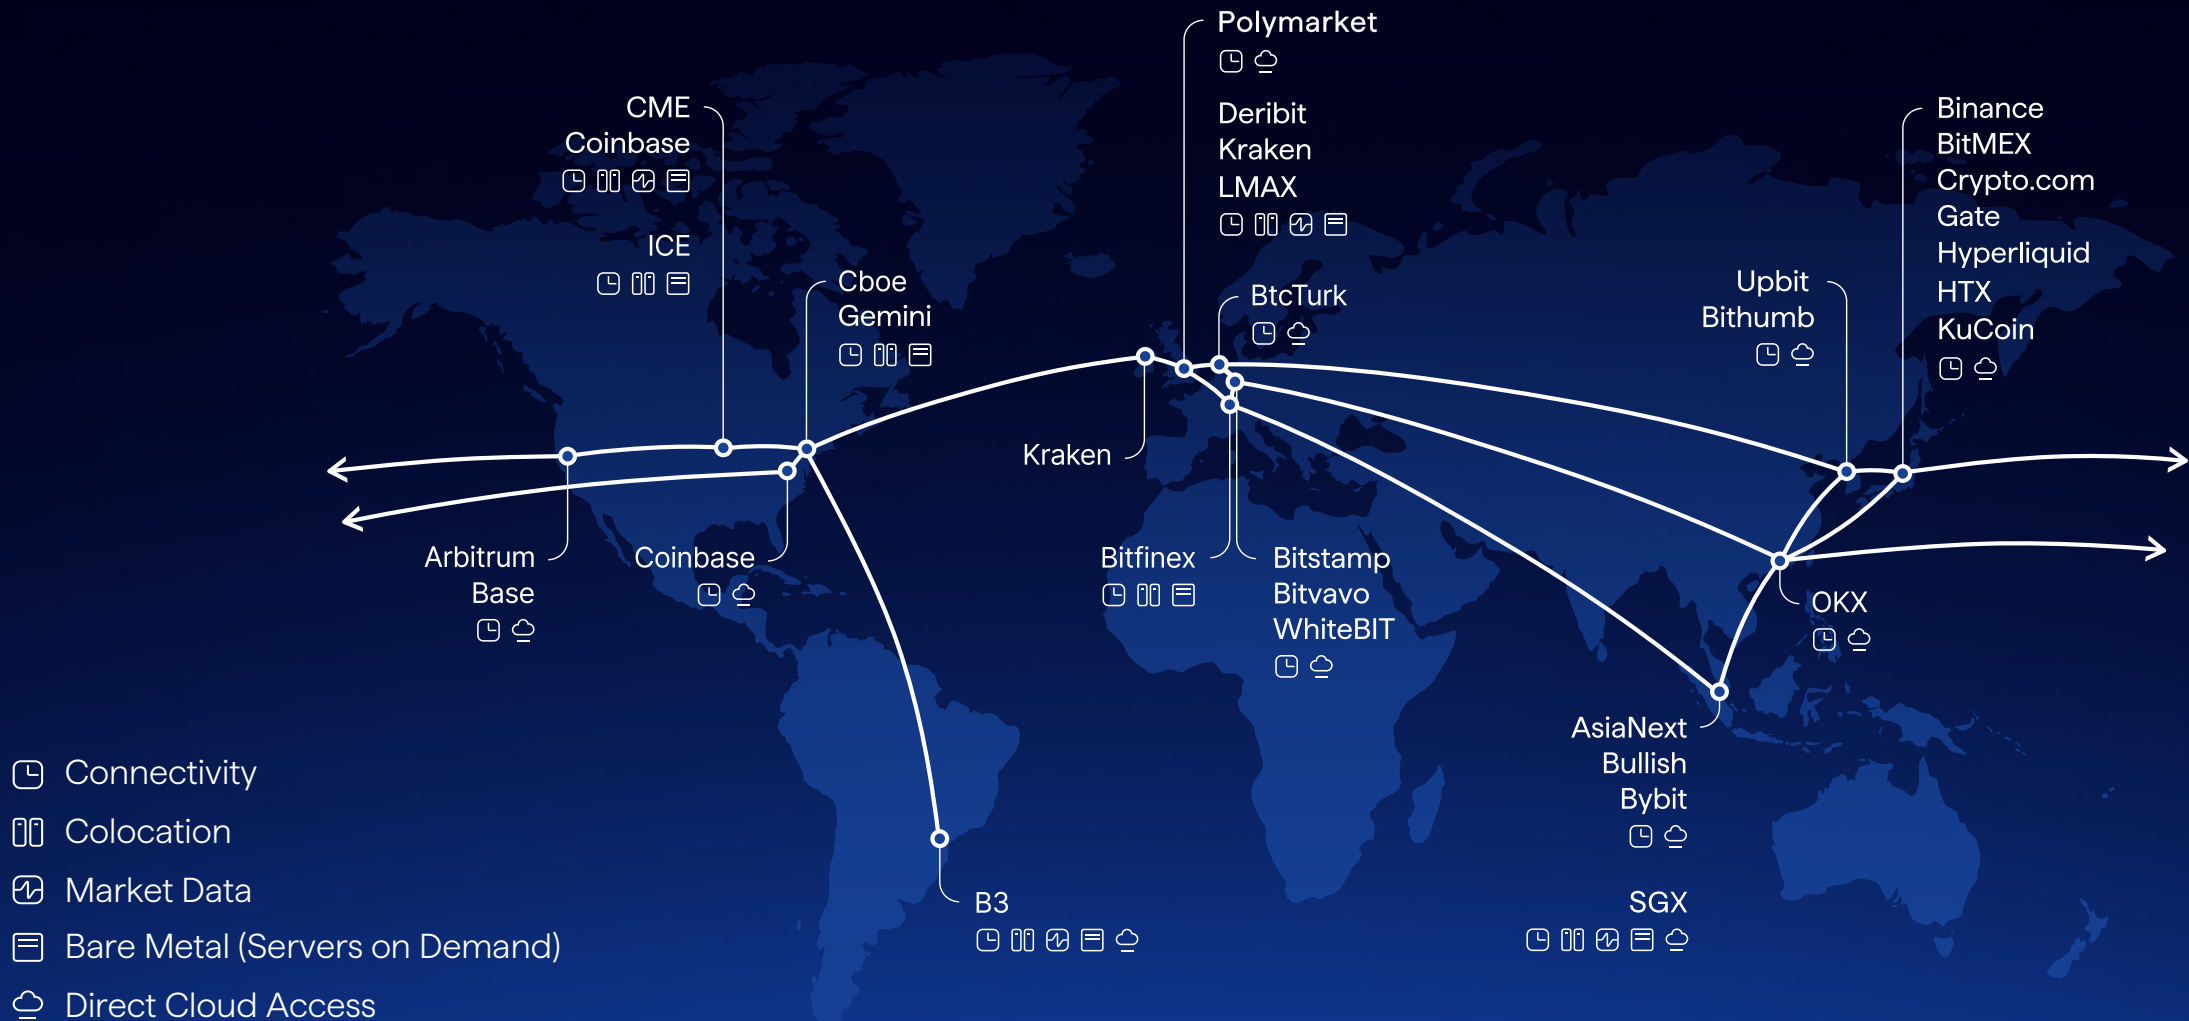 Polymarket
Deribit
Kraken
LMAX
CME
Coinbase
ICE
Cboe
Gemini
BtcTurk
Upbit
Bithumb
Binance
BitMEX
Crypto.com
Gate
Hyperliquid
HTX
KuCoin
Kraken
Arbitrum
Base
Coinbase
Bitfinex
Bitstamp
Bitvavo
WhiteBIT
OKX
AsiaNext
Bullish
Bybit
SGX
B3
Connectivity
Colocation
Market Data
Bare Metal (Servers on Demand)
Direct Cloud Access